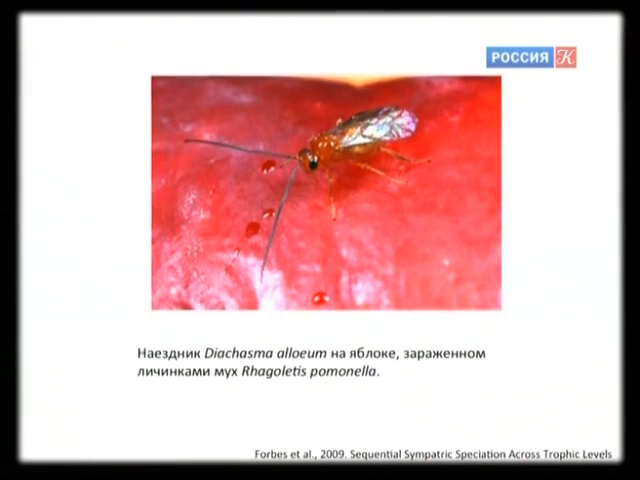 РОССИЯ К
Наездник Diachasma alloeum на яблоке, зараженном
личинками мух Rhagoletis pomonella.
Forbes et al., 2009. Sequential Sympatric Speciation Across Trophic Levels